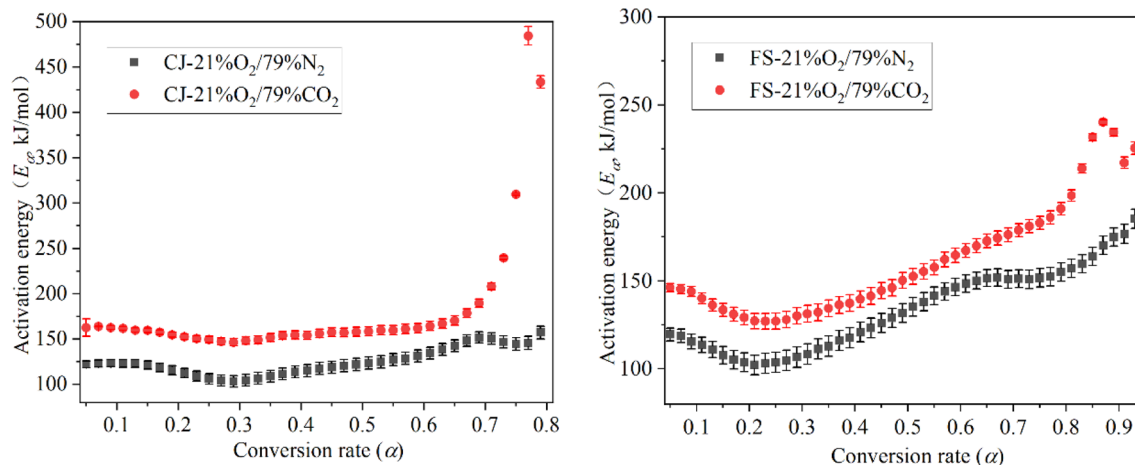 500
450
400
350
300
250
200
150
100
Activation energy（Eα, kJ/mol）
CJ-21%O₂/79%N₂
CJ-21%O₂/79%CO₂
0.1 0.2 0.3 0.4 0.5 0.6 0.7 0.8
Conversion rate (α)
300
250
200
150
100
Activation energy（Eα, kJ/mol）
FS-21%O₂/79%N₂
FS-21%O₂/79%CO₂
0.1 0.2 0.3 0.4 0.5 0.6 0.7 0.8 0.9
Conversion rate (α)